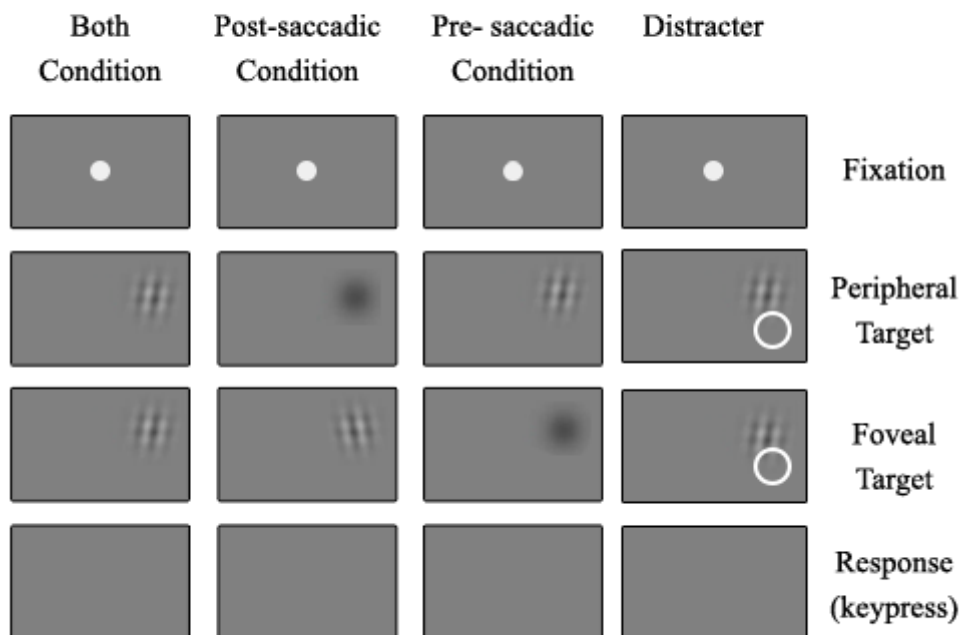 Both
Condition
Post-saccadic
Condition
Pre- saccadic
Condition
Distracter
Fixation
Peripheral
Target
Foveal
Target
Response
(keypress)